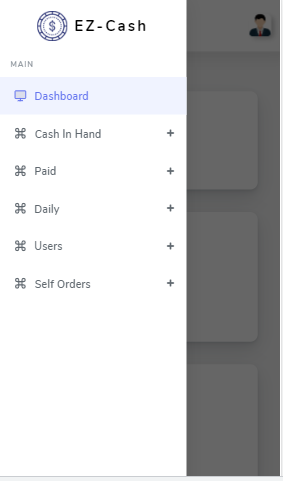 EZ-Cash
MAIN
Dashboard
Cash In Hand +
Paid +
Daily +
Users +
Self Orders +